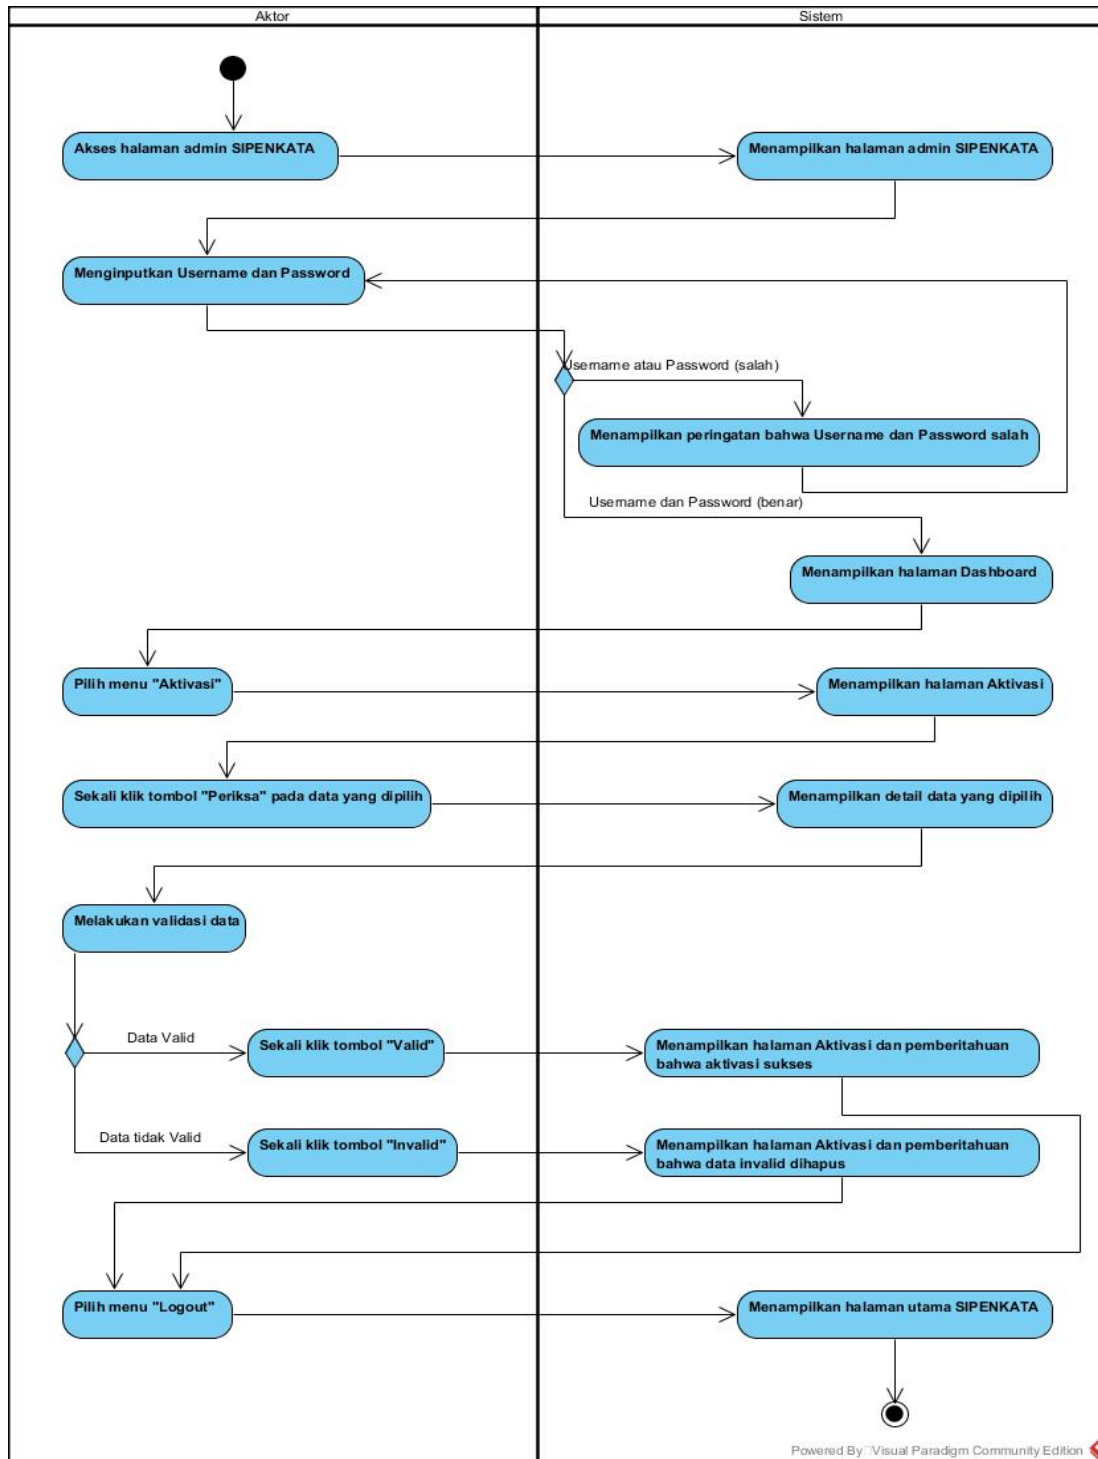 Aktor
Sistem
Akses halaman admin SIPENKATA
Menampilkan halaman admin SIPENKATA
Menginputkan Username dan Password
Username atau Password (salah)
Menampilkan peringatan bahwa Username dan Password salah
Username dan Password (benar)
Menampilkan halaman Dashboard
Pilih menu "Aktivasi"
Menampilkan halaman Aktivasi
Sekali klik tombol "Periksa" pada data yang dipilih
Menampilkan detail data yang dipilih
Melakukan validasi data
Data Valid
Sekali klik tombol "Valid"
Menampilkan halaman Aktivasi dan pemberitahuan
bahwa aktivasi sukses
Data tidak Valid
Sekali klik tombol "Invalid"
Menampilkan halaman Aktivasi dan pemberitahuan
bahwa data invalid dihapus
Pilih menu "Logout"
Menampilkan halaman utama SIPENKATA
Powered By Visual Paradigm Community Edition